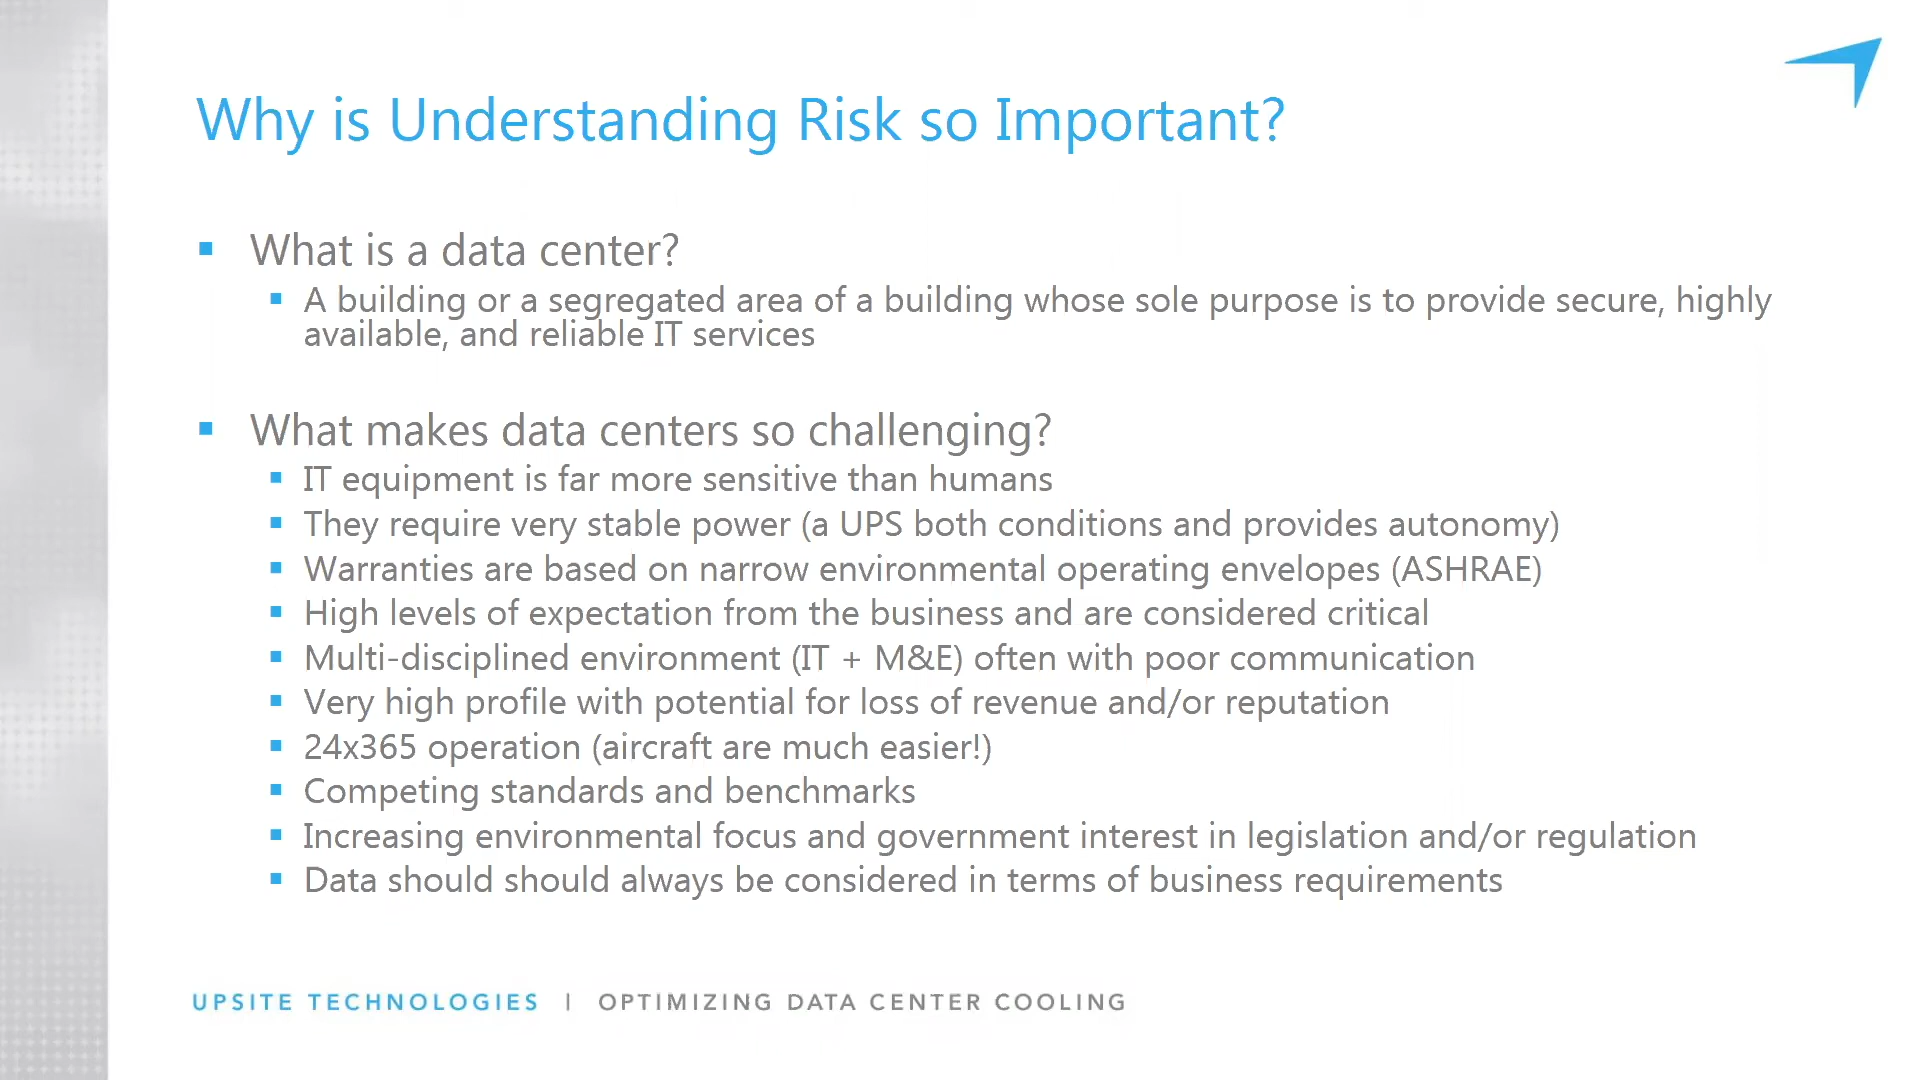 Why is Understanding Risk so Important?
What is a data center?
A building or a segregated area of a building whose sole purpose is to provide secure, highly
available, and reliable IT services
What makes data centers so challenging?
IT equipment is far more sensitive than humans
They require very stable power (a UPS both conditions and provides autonomy)
Warranties are based on narrow environmental operating envelopes (ASHRAE)
High levels of expectation from the business and are considered critical
Multi-disciplined environment (IT + M&E) often with poor communication
Very high profile with potential for loss of revenue and/or reputation
24x365 operation (aircraft are much easier!)
Competing standards and benchmarks
Increasing environmental focus and government interest in legislation and/or regulation
Data should should always be considered in terms of business requirements
UPSITE TECHNOLOGIES | OPTIMIZING DATA CENTER COOLING